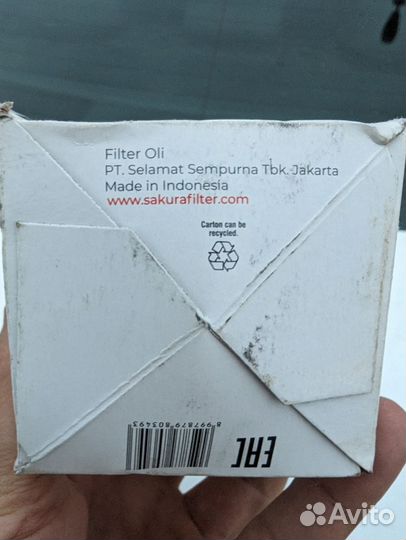 Filter Oli
PT. Selamat Sempurna Tbk. Jakarta
Made in Indonesia
www.sakurafilter.com
Carton can be
recycled.
8997879803493
EAC
Avito